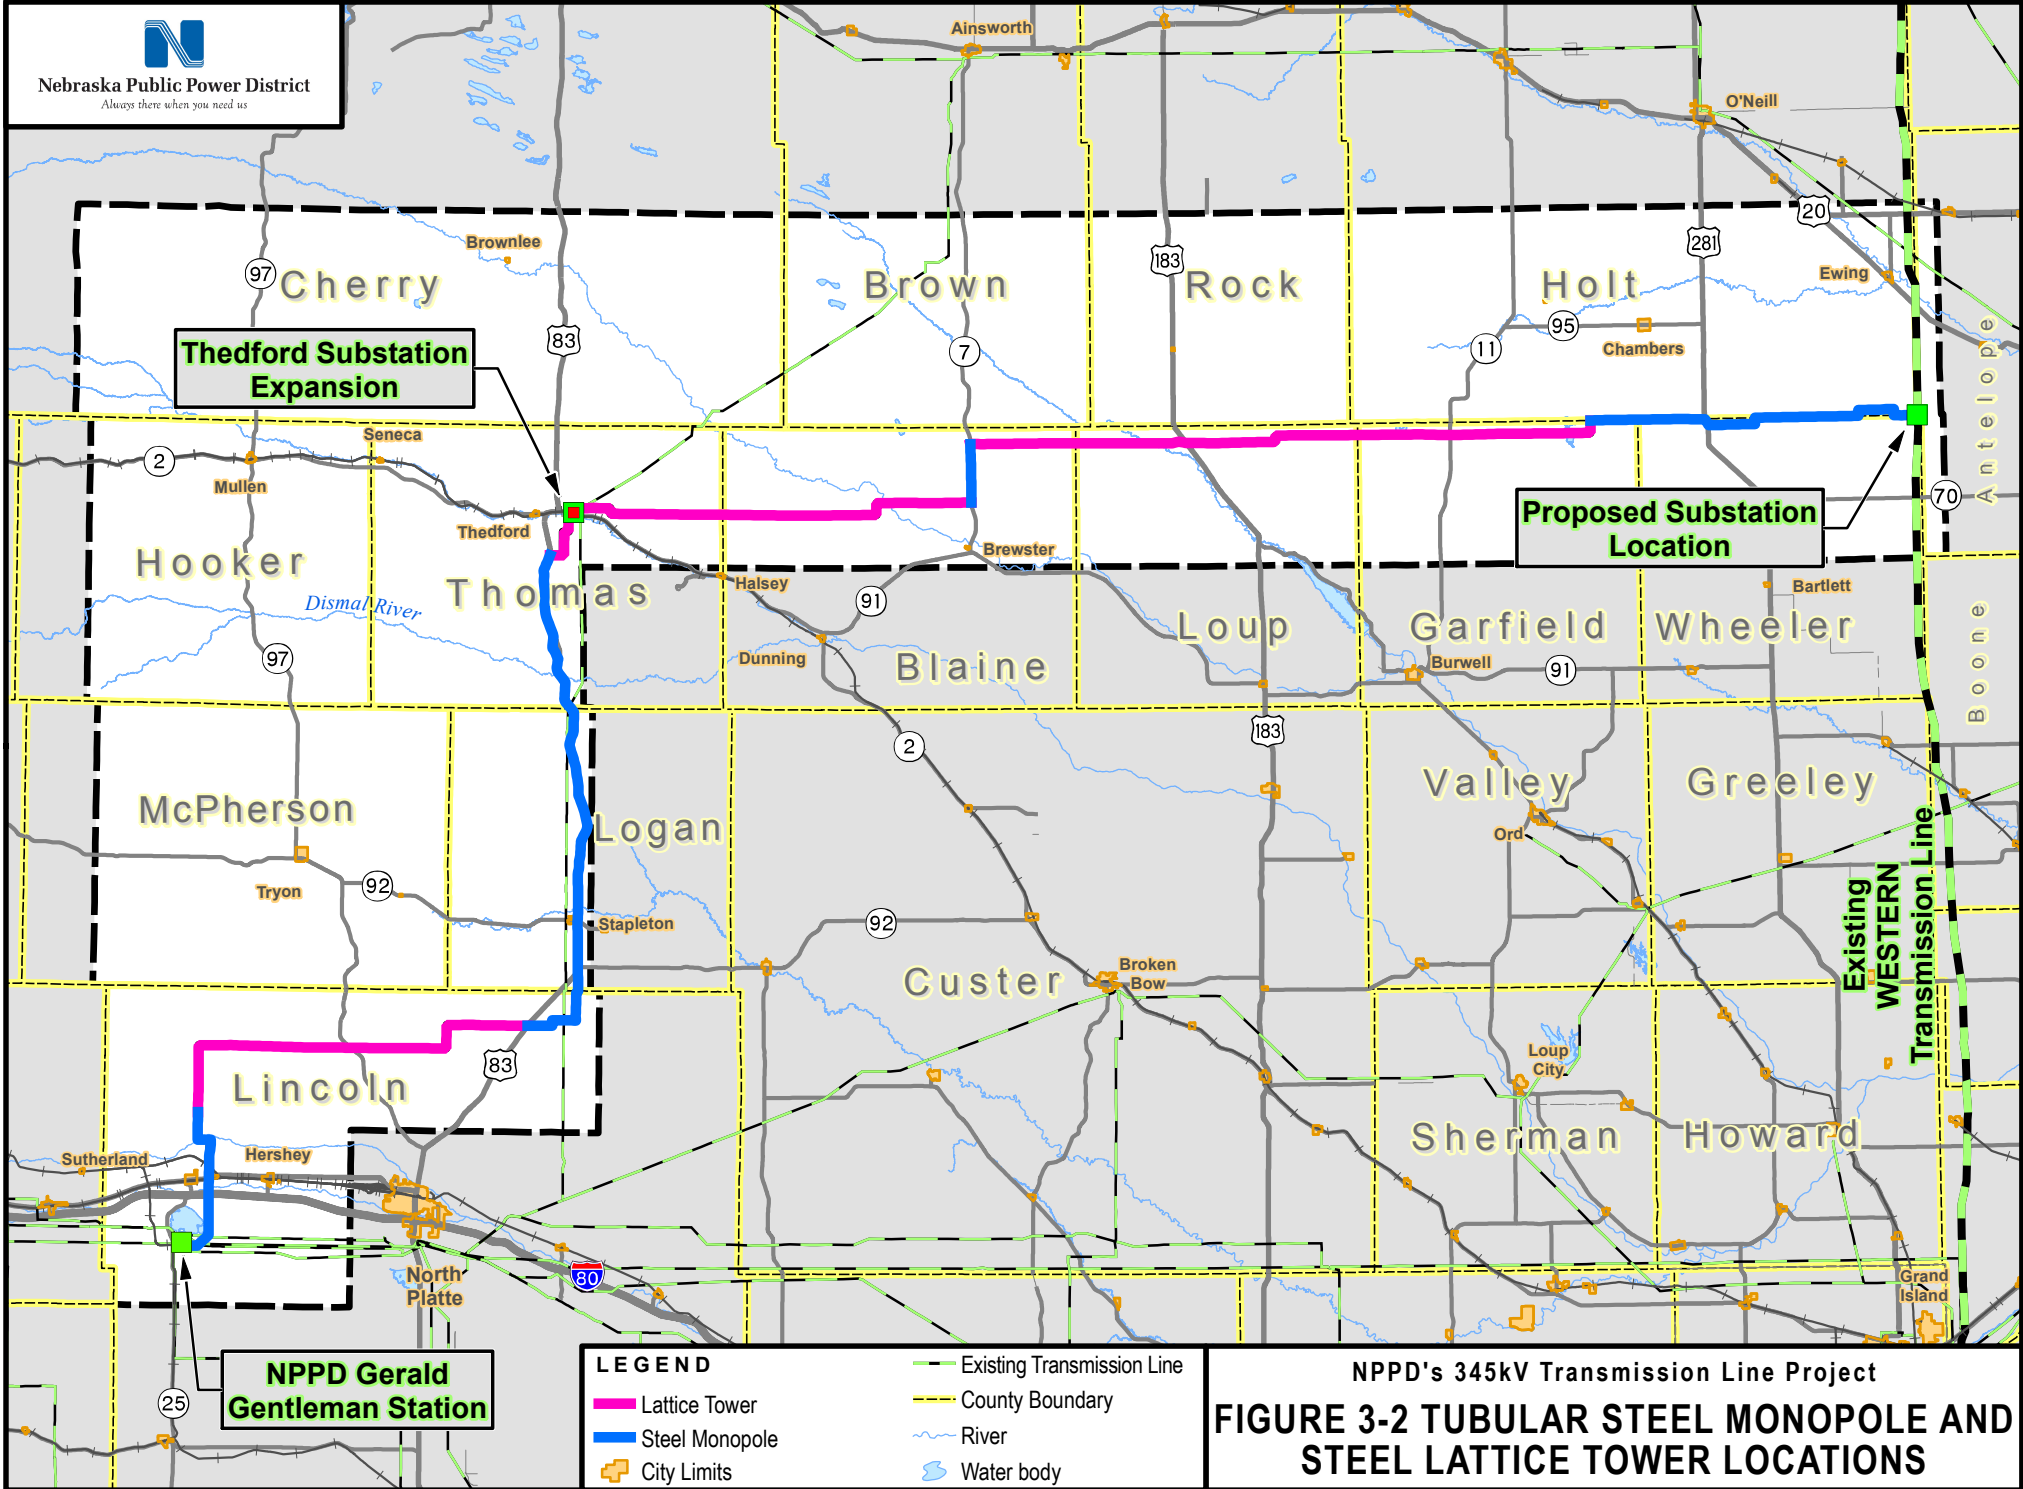 Nebraska Public Power District
Always there when you need us
Ainsworth
O'Neill
20
Brownlee
97
Cherry
Brown
183
Rock
281
Holt
Ewing
83
7
11
95
Chambers
Antelope
Thedford Substation
Expansion
Seneca
2
Mullen
Thedford
70
Proposed Substation
Location
Hooker
Thomas
Dismal River
Halsey
Brewster
91
Dunning
Blaine
Loup
Garfield
Wheeler
Bartlett
Burwell
91
Boone
97
183
2
McPherson
Logan
Valley
Greeley
Ord
Tryon
92
Stapleton
92
Custer
Broken
Bow
Existing
WESTERN
Transmission Line
83
Lincoln
Loup
City
Sherman
Howard
Sutherland
Hershey
North
Platte
80
Grand
Island
NPPD Gerald
Gentleman Station
25
LEGEND
Lattice Tower
Steel Monopole
City Limits
Existing Transmission Line
County Boundary
River
Water body
NPPD's 345kV Transmission Line Project
FIGURE 3-2 TUBULAR STEEL MONOPOLE AND
STEEL LATTICE TOWER LOCATIONS